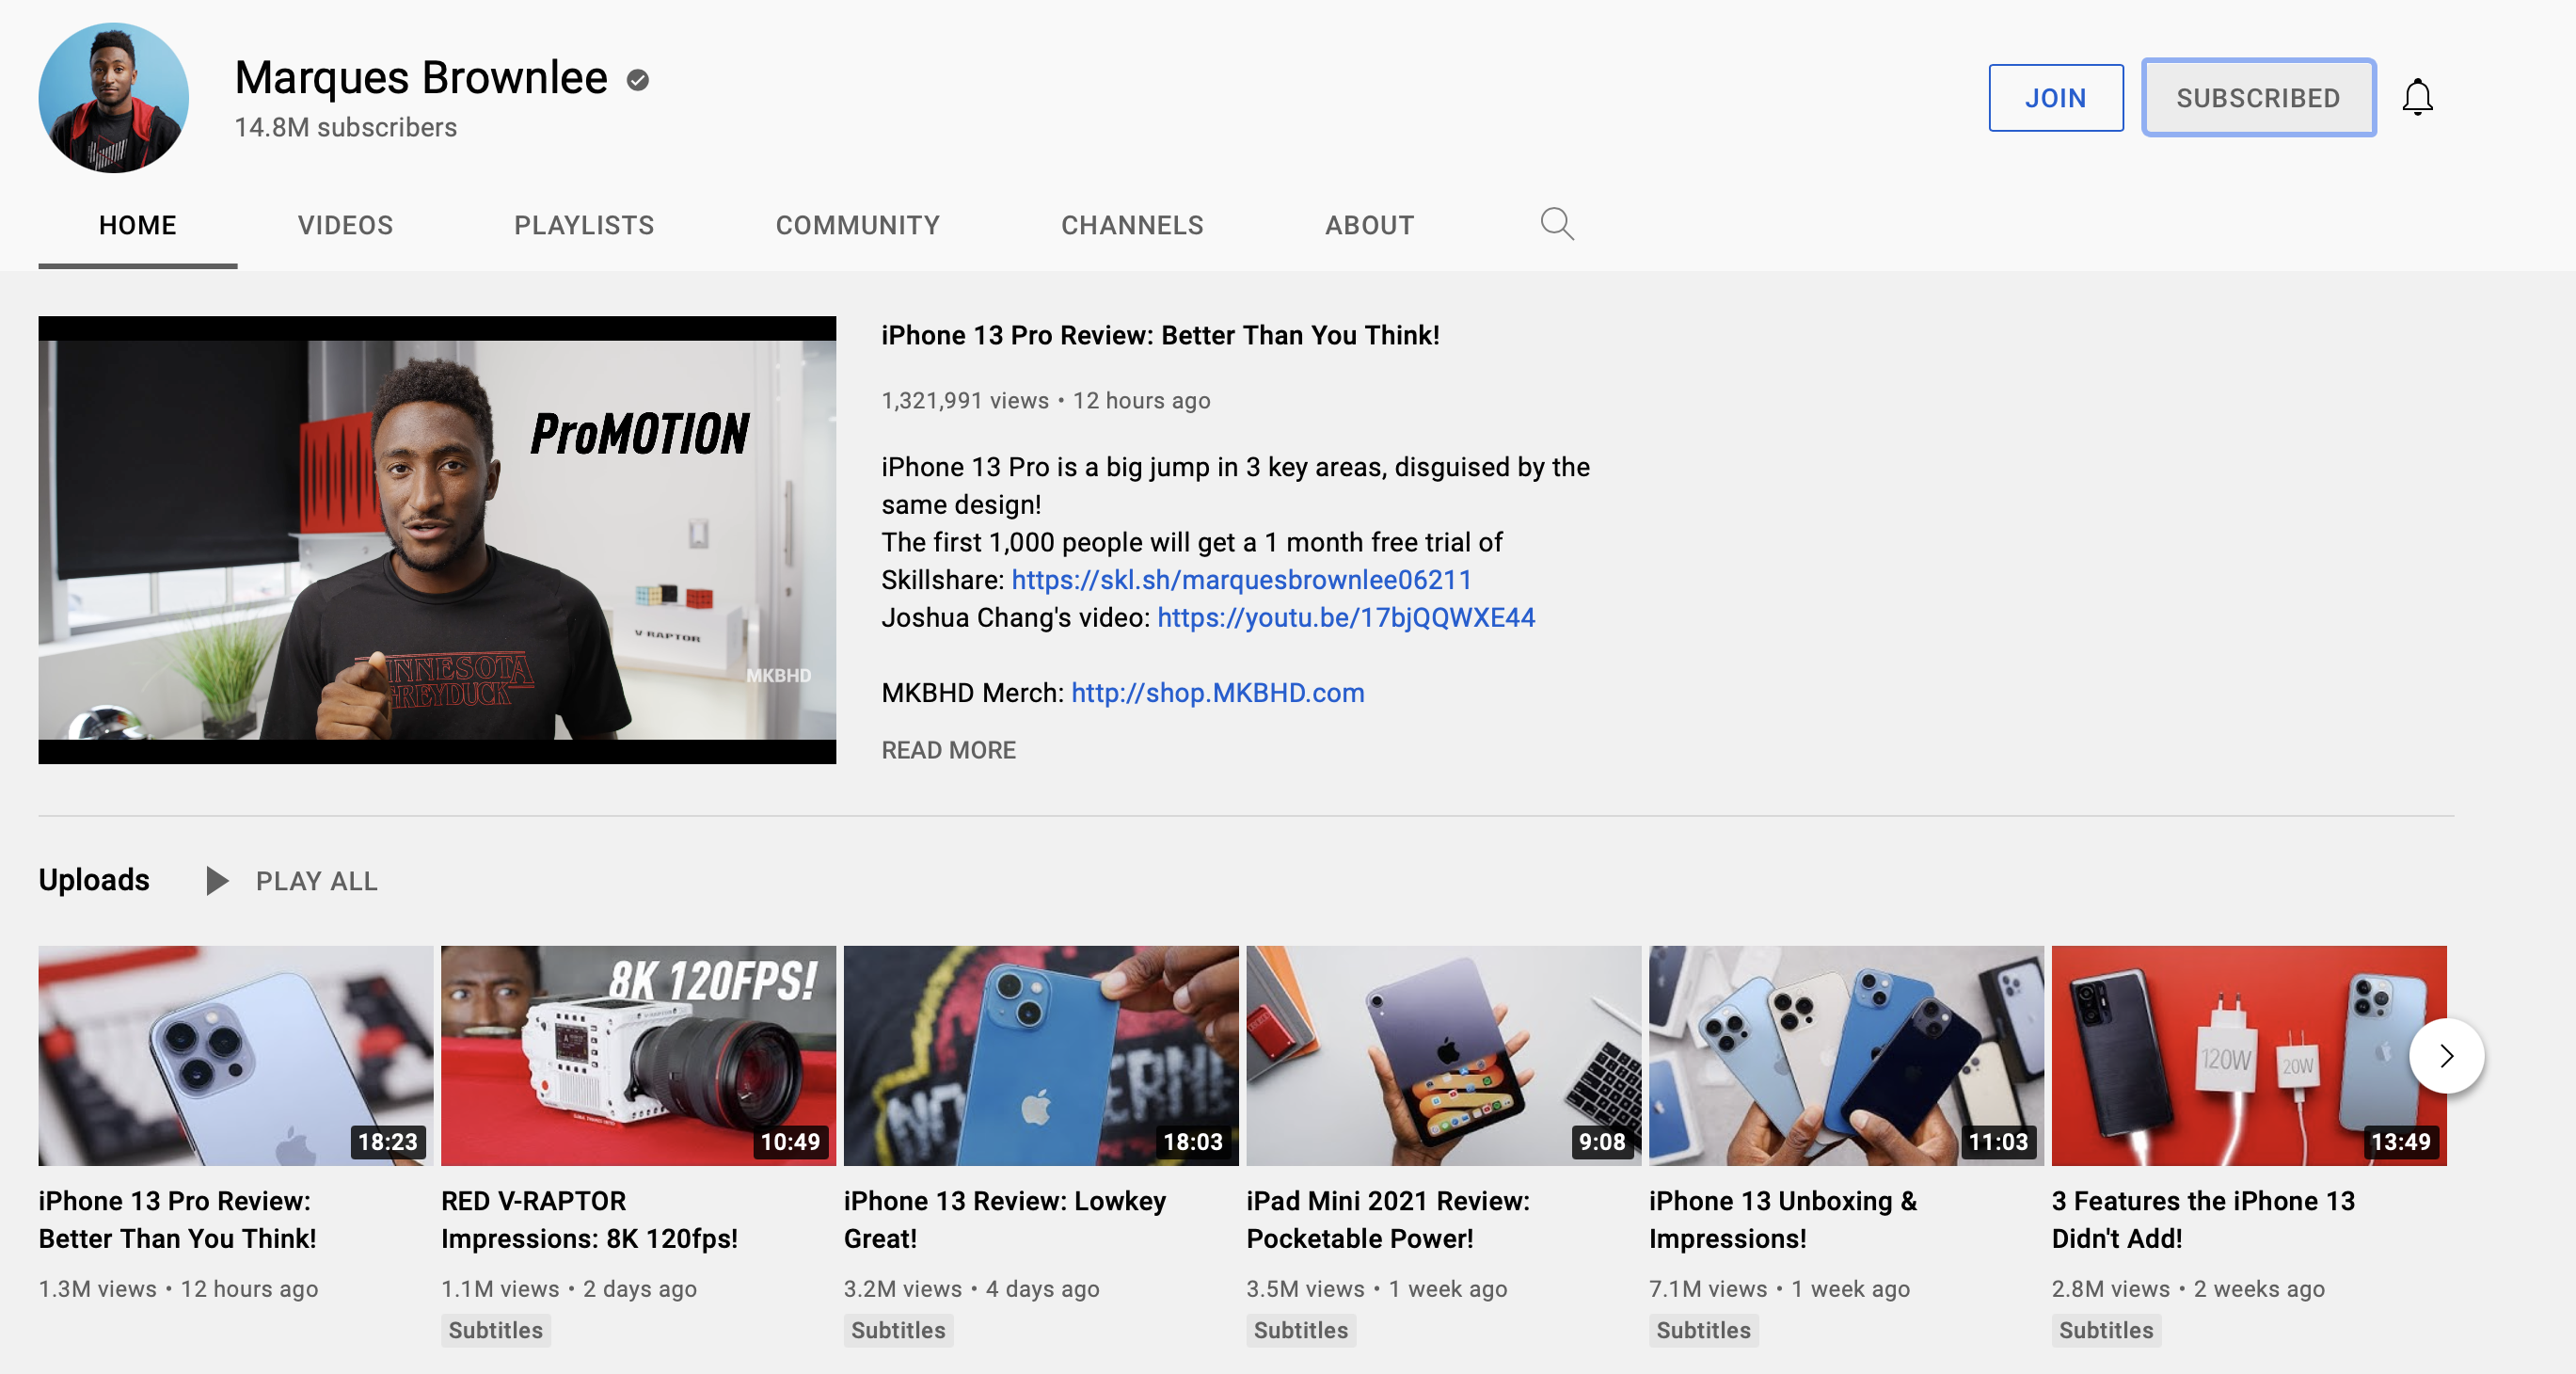 Marques Brownlee
14.8M subscribers
JOIN
SUBSCRIBED
HOME
VIDEOS
PLAYLISTS
COMMUNITY
CHANNELS
ABOUT
ProMOTION
V-RAPTOR
MINNESOTA
GREYDUCK
MKBHD
iPhone 13 Pro Review: Better Than You Think!
1,321,991 views • 12 hours ago
iPhone 13 Pro is a big jump in 3 key areas, disguised by the
same design!
The first 1,000 people will get a 1 month free trial of
Skillshare: https://skl.sh/marquesbrownlee06211
Joshua Chang's video: https://youtu.be/17bjQQWXE44
MKBHD Merch: http://shop.MKBHD.com
READ MORE
Uploads
PLAY ALL
18:23
iPhone 13 Pro Review:
Better Than You Think!
1.3M views • 12 hours ago
8K 120FPS!
10:49
RED V-RAPTOR
Impressions: 8K 120fps!
1.1M views • 2 days ago
Subtitles
18:03
iPhone 13 Review: Lowkey
Great!
3.2M views • 4 days ago
Subtitles
9:08
iPad Mini 2021 Review:
Pocketable Power!
3.5M views • 1 week ago
Subtitles
11:03
iPhone 13 Unboxing &
Impressions!
7.1M views • 1 week ago
Subtitles
120W
20W
13:49
3 Features the iPhone 13
Didn't Add!
2.8M views • 2 weeks ago
Subtitles